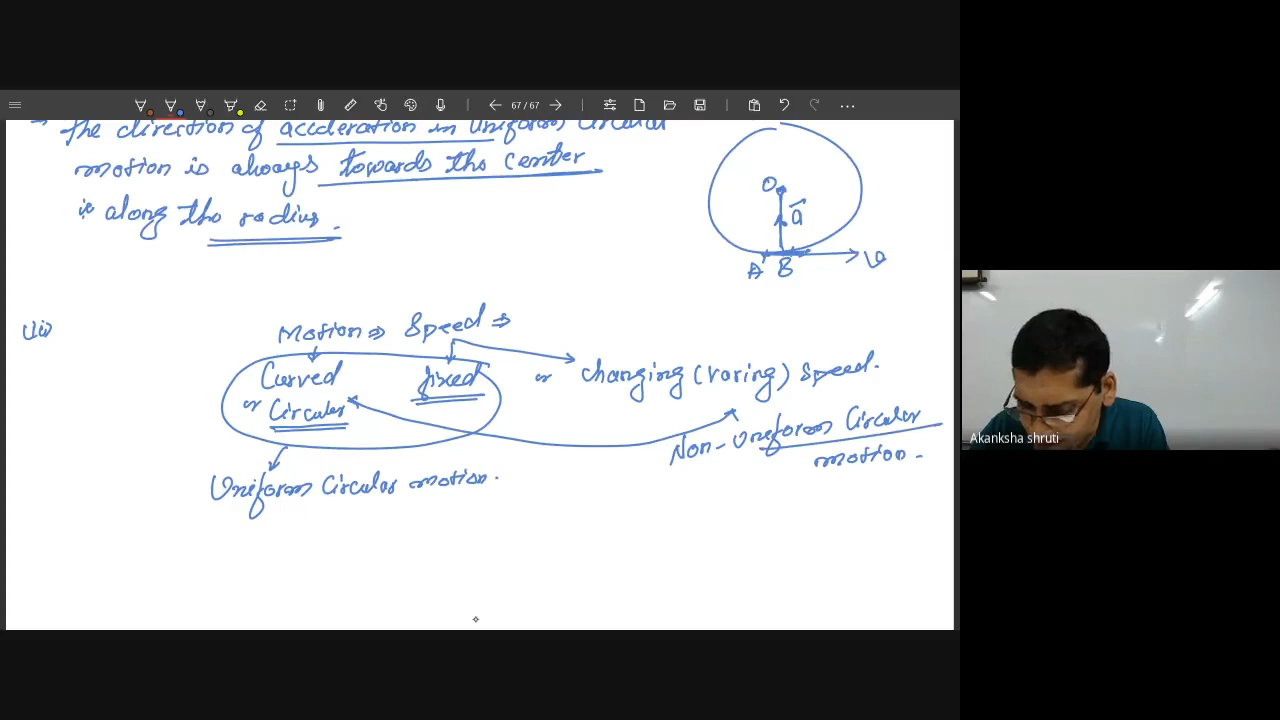 67/67
→ The direction of acceleration in Uniform Circular
motion is always towards the center
ie along the radius.
O
a
A B
v
Motion ⇒ Speed ⇒
Curved
or Circular
fixed
or changing (varing) Speed.
Non-Uniform Circular
motion.
Uniform Circular motion.
Akanksha shruti